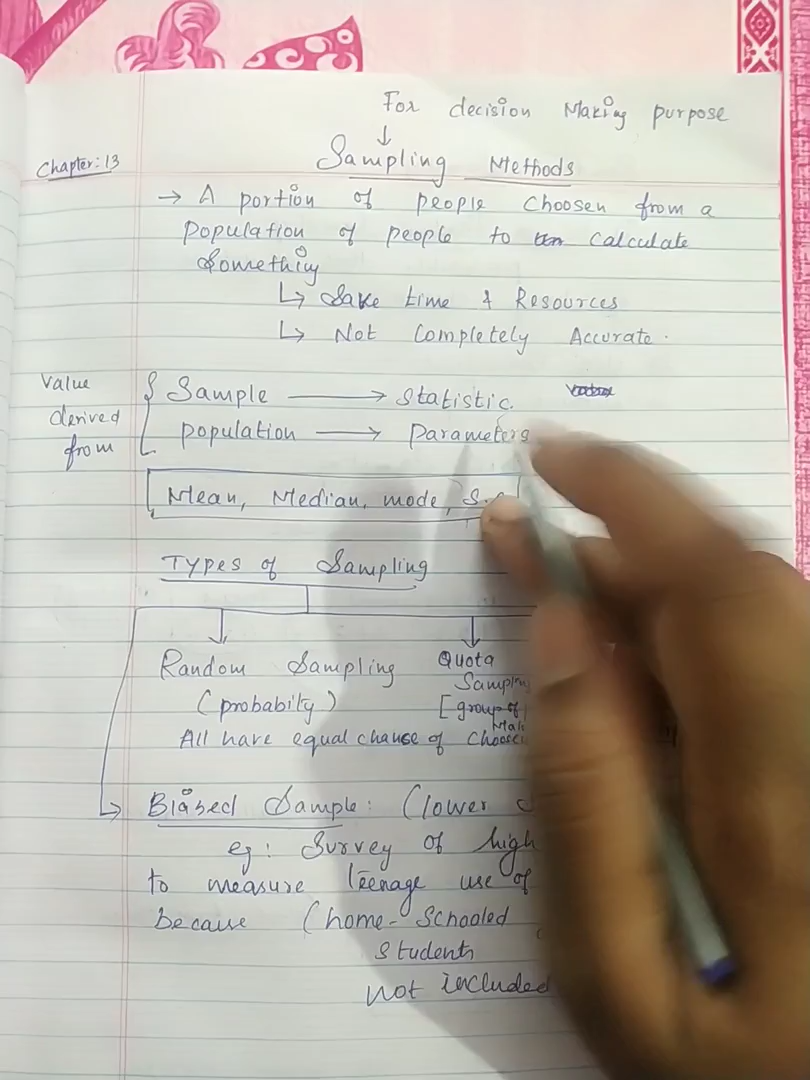 For decision Making purpose
↓
Chapter: 13
Sampling Methods
→ A portion of people Choosen from a
population of people to calculate
Something
↳ Save time & Resources
↳ Not Completely Accurate.
Value derived from
Sample → Statistic.
population → parameters
Mean, Median, mode,
Types of Sampling
Random Sampling
(probabity)
All have equal chance of
Quota
[group of
Biased Sample: (lower
eg: Survey of high
to measure Teenage use of
because (home-Schooled
Students
not included